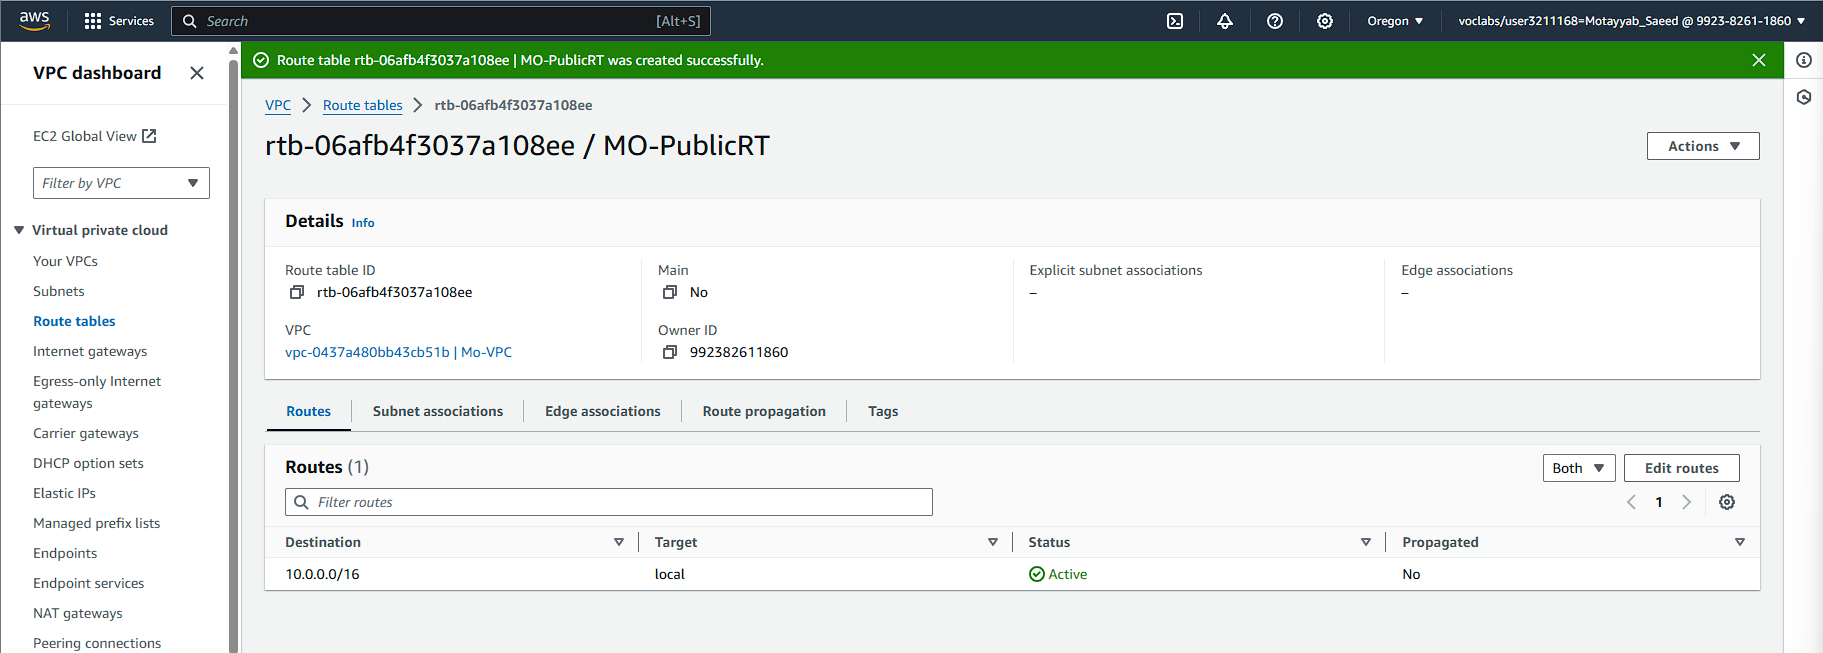 aws Services Search [Alt+S] Oregon voclabs/user3211168=Motayyab_Saeed @ 9923-8261-1860
VPC dashboard
EC2 Global View
Filter by VPC
Virtual private cloud
Your VPCs
Subnets
Route tables
Internet gateways
Egress-only Internet
gateways
Carrier gateways
DHCP option sets
Elastic IPs
Managed prefix lists
Endpoints
Endpoint services
NAT gateways
Peering connections
Route table rtb-06afb4f3037a108ee | MO-PublicRT was created successfully.
VPC Route tables rtb-06afb4f3037a108ee
rtb-06afb4f3037a108ee / MO-PublicRT
Actions
Details Info
Route table ID
rtb-06afb4f3037a108ee
Main
No
Explicit subnet associations
–
Edge associations
–
VPC
vpc-0437a480bb43cb51b | Mo-VPC
Owner ID
992382611860
Routes Subnet associations Edge associations Route propagation Tags
Routes (1)
Both Edit routes
Filter routes
1
Destination Target Status Propagated
10.0.0.0/16 local Active No